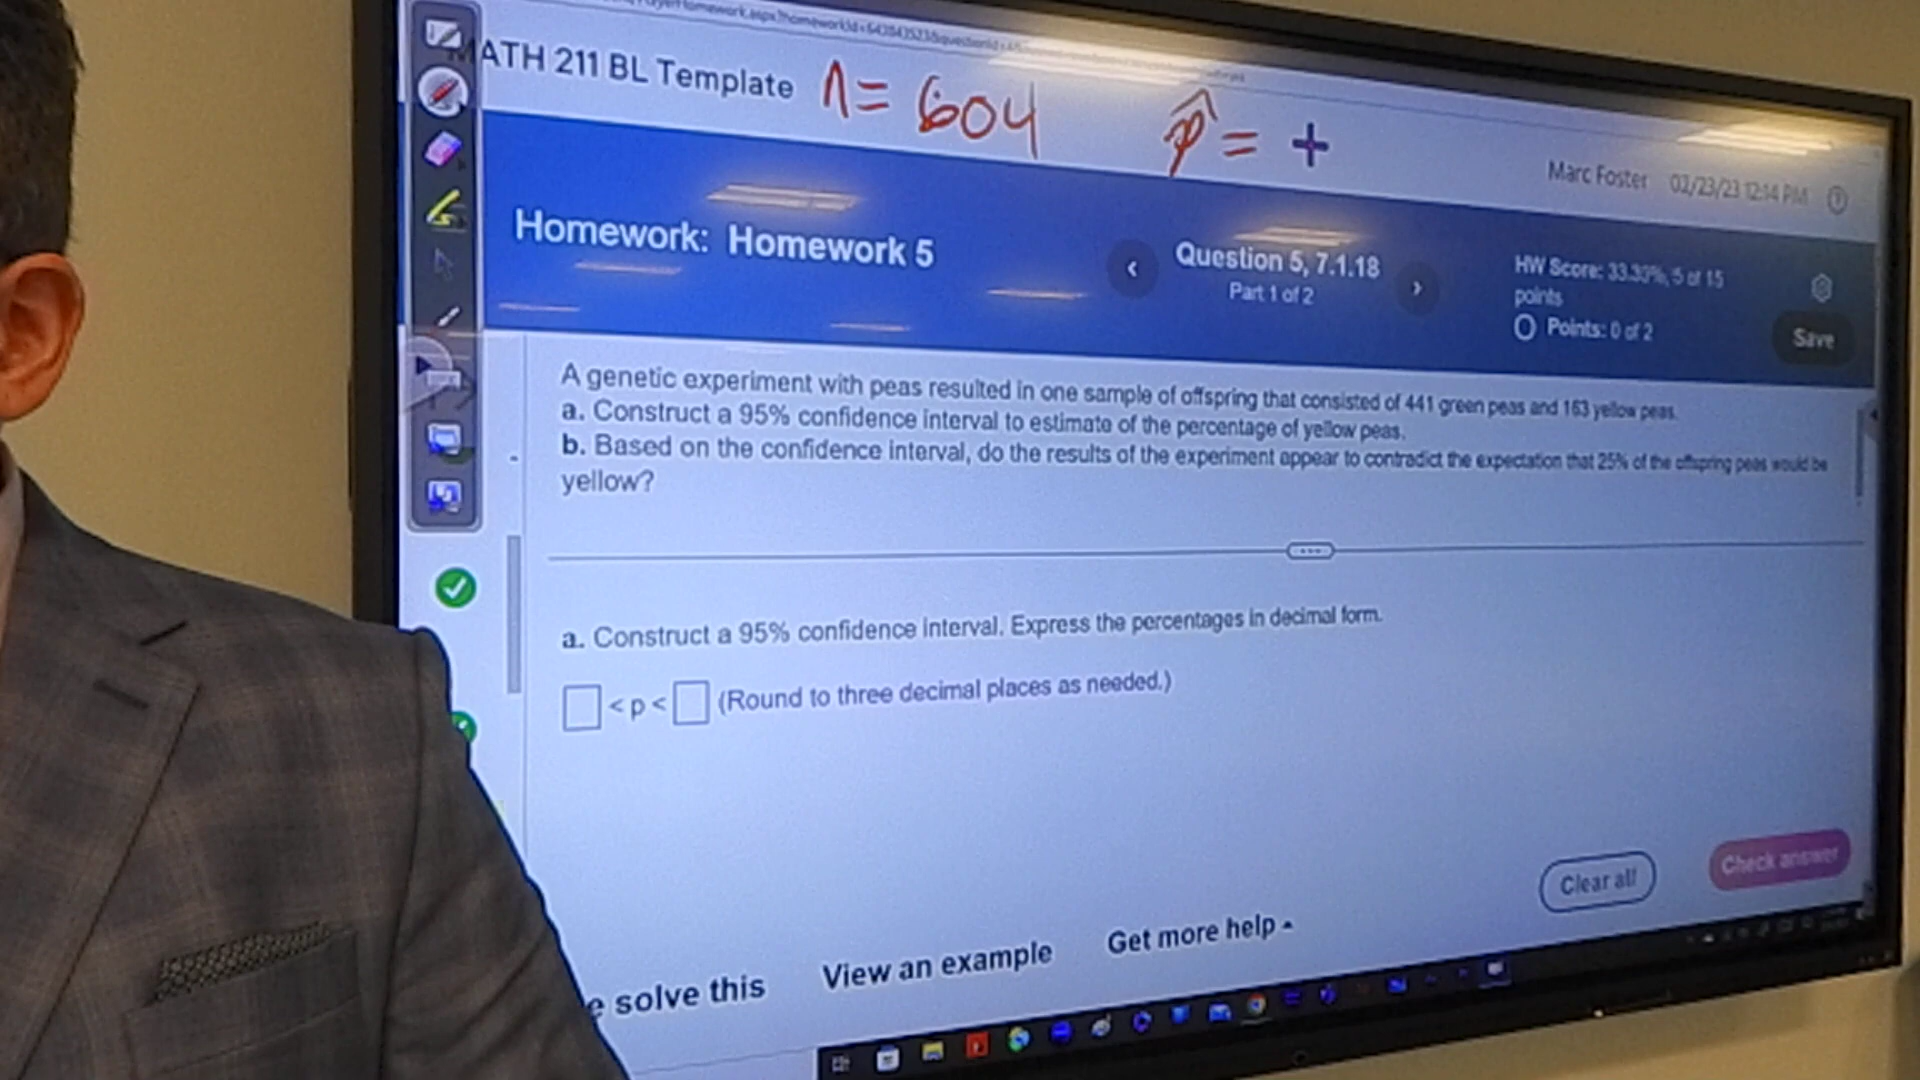 MATH 211 BL Template
n= 604 p̂ = +
Marc Foster
Homework: Homework 5
Question 5, 7.1.18
Part 1 of 2
HW Score: 33.33%, 5 of 15
points
Points: 0 of 2
Save
A genetic experiment with peas resulted in one sample of offspring that consisted of 441 green peas and 163 yellow peas.
a. Construct a 95% confidence interval to estimate of the percentage of yellow peas.
b. Based on the confidence interval, do the results of the experiment appear to contradict the expectation that 25% of the offspring peas would be
yellow?
a. Construct a 95% confidence interval. Express the percentages in decimal form.
< p < (Round to three decimal places as needed.)
Clear all
Check answer
solve this
View an example
Get more help